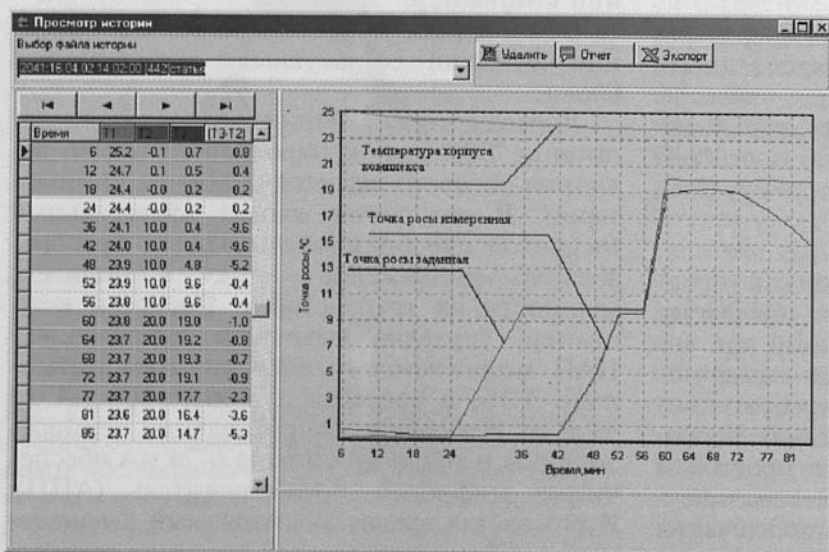 Просмотр истории
Выбор файла истории
2041:16.04.02 14:02:00 [442]статья
Удалить Отчет Экспорт
Время T1 T2 (T3-T2)
6 25.2 -0.1 0.7 0.8
12 24.7 0.1 0.5 0.4
18 24.4 -0.0 0.2 0.2
24 24.4 -0.0 0.2 0.2
36 24.1 10.0 0.4 -9.6
42 24.0 10.0 0.4 -9.6
48 23.9 10.0 4.8 -5.2
52 23.9 10.0 9.6 -0.4
56 23.8 10.0 9.6 -0.4
60 23.8 20.0 19.0 -1.0
64 23.7 20.0 19.2 -0.8
68 23.7 20.0 19.3 -0.7
72 23.7 20.0 19.1 -0.9
77 23.7 20.0 17.7 -2.3
81 23.6 20.0 16.4 -3.6
85 23.7 20.0 14.7 -5.3
Точка росы,°C
25
23
21
19
17
15
13
11
9
7
5
3
1
Температура корпуса
комплекса
Точка росы измеренная
Точка росы заданная
6 12 18 24 36 42 48 52 56 60 64 68 72 77 81
Время,мин